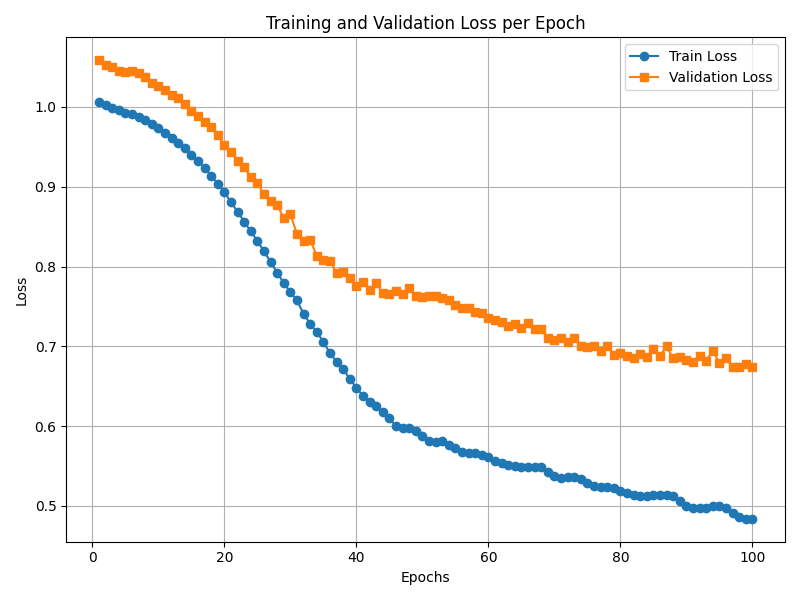 Training and Validation Loss per Epoch
Train Loss
Validation Loss
1.0
0.9
0.8
0.7
0.6
0.5
Loss
0 20 40 60 80 100
Epochs